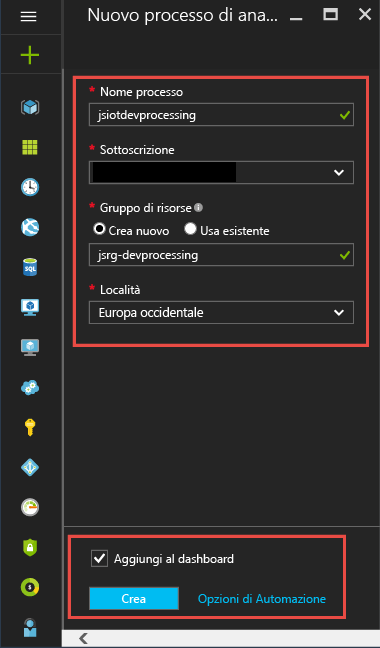 Nuovo processo di ana...
* Nome processo
jsiotdevprocessing
* Sottoscrizione
* Gruppo di risorse
Crea nuovo Usa esistente
jsrg-devprocessing
* Località
Europa occidentale
SQL
Aggiungi al dashboard
Crea Opzioni di Automazione